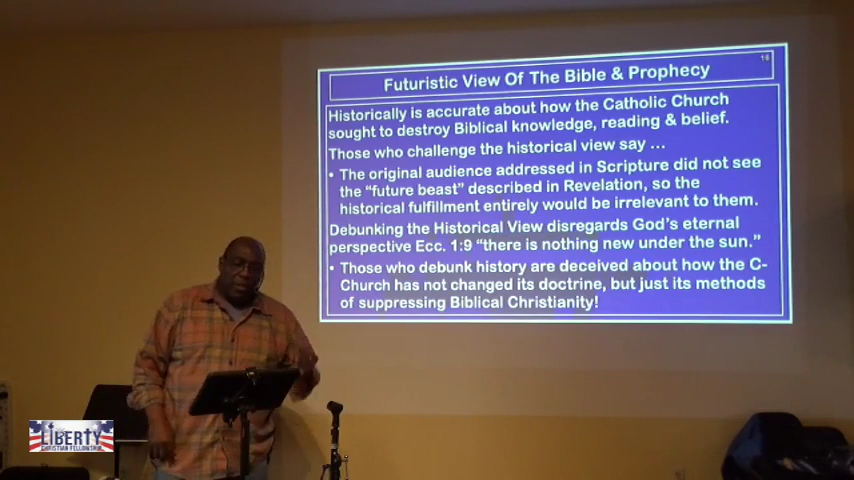 16
Futuristic View Of The Bible & Prophecy
Historically is accurate about how the Catholic Church
sought to destroy Biblical knowledge, reading & belief.
Those who challenge the historical view say ...
• The original audience addressed in Scripture did not see
the “future beast” described in Revelation, so the
historical fulfillment entirely would be irrelevant to them.
Debunking the Historical View disregards God’s eternal
perspective Ecc. 1:9 “there is nothing new under the sun.”
• Those who debunk history are deceived about how the C-
Church has not changed its doctrine, but just its methods
of suppressing Biblical Christianity!
LIBERTY
CHRISTIAN FELLOWSHIP